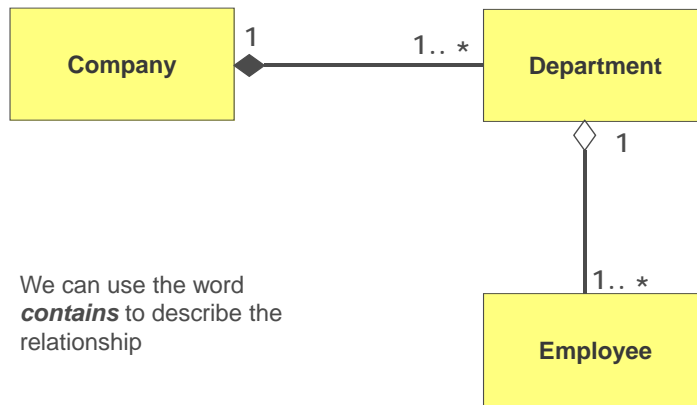 Company
1
1.. *
Department
1
We can use the word
contains to describe the
relationship
1.. *
Employee